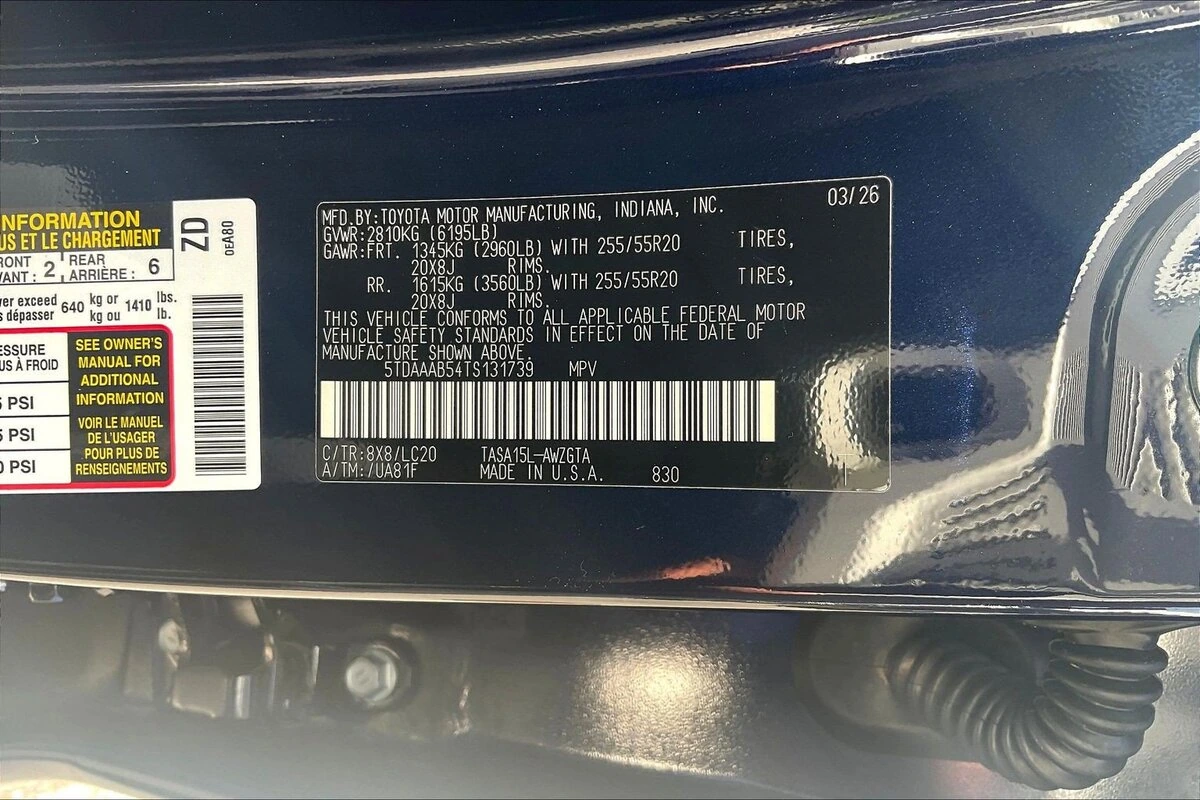 INFORMATION
US ET LE CHARGEMENT
FRONT
VANT : 2
REAR
ARRIÈRE : 6
ver exceed
s dépasser
640
kg or
kg ou
1410
lbs.
lb.
ESSURE
US À FROID
5 PSI
5 PSI
0 PSI
SEE OWNER'S
MANUAL FOR
ADDITIONAL
INFORMATION
VOIR LE MANUEL
DE L'USAGER
POUR PLUS DE
RENSEIGNEMENTS
ZD
0EA80
03/26
MFD.BY:TOYOTA MOTOR MANUFACTURING, INDIANA, INC.
GVWR:2810KG (6195LB)
GAWR:FRT. 1345KG (2960LB) WITH 255/55R20 TIRES,
20X8J RIMS.
RR. 1615KG (3560LB) WITH 255/55R20 TIRES,
20X8J RIMS.
THIS VEHICLE CONFORMS TO ALL APPLICABLE FEDERAL MOTOR
VEHICLE SAFETY STANDARDS IN EFFECT ON THE DATE OF
MANUFACTURE SHOWN ABOVE.
5TDAAAB54TS131739 MPV
C/TR:8X8/LC20 TASA15L-AWZGTA
A/TM:/UA81F MADE IN U.S.A. 830